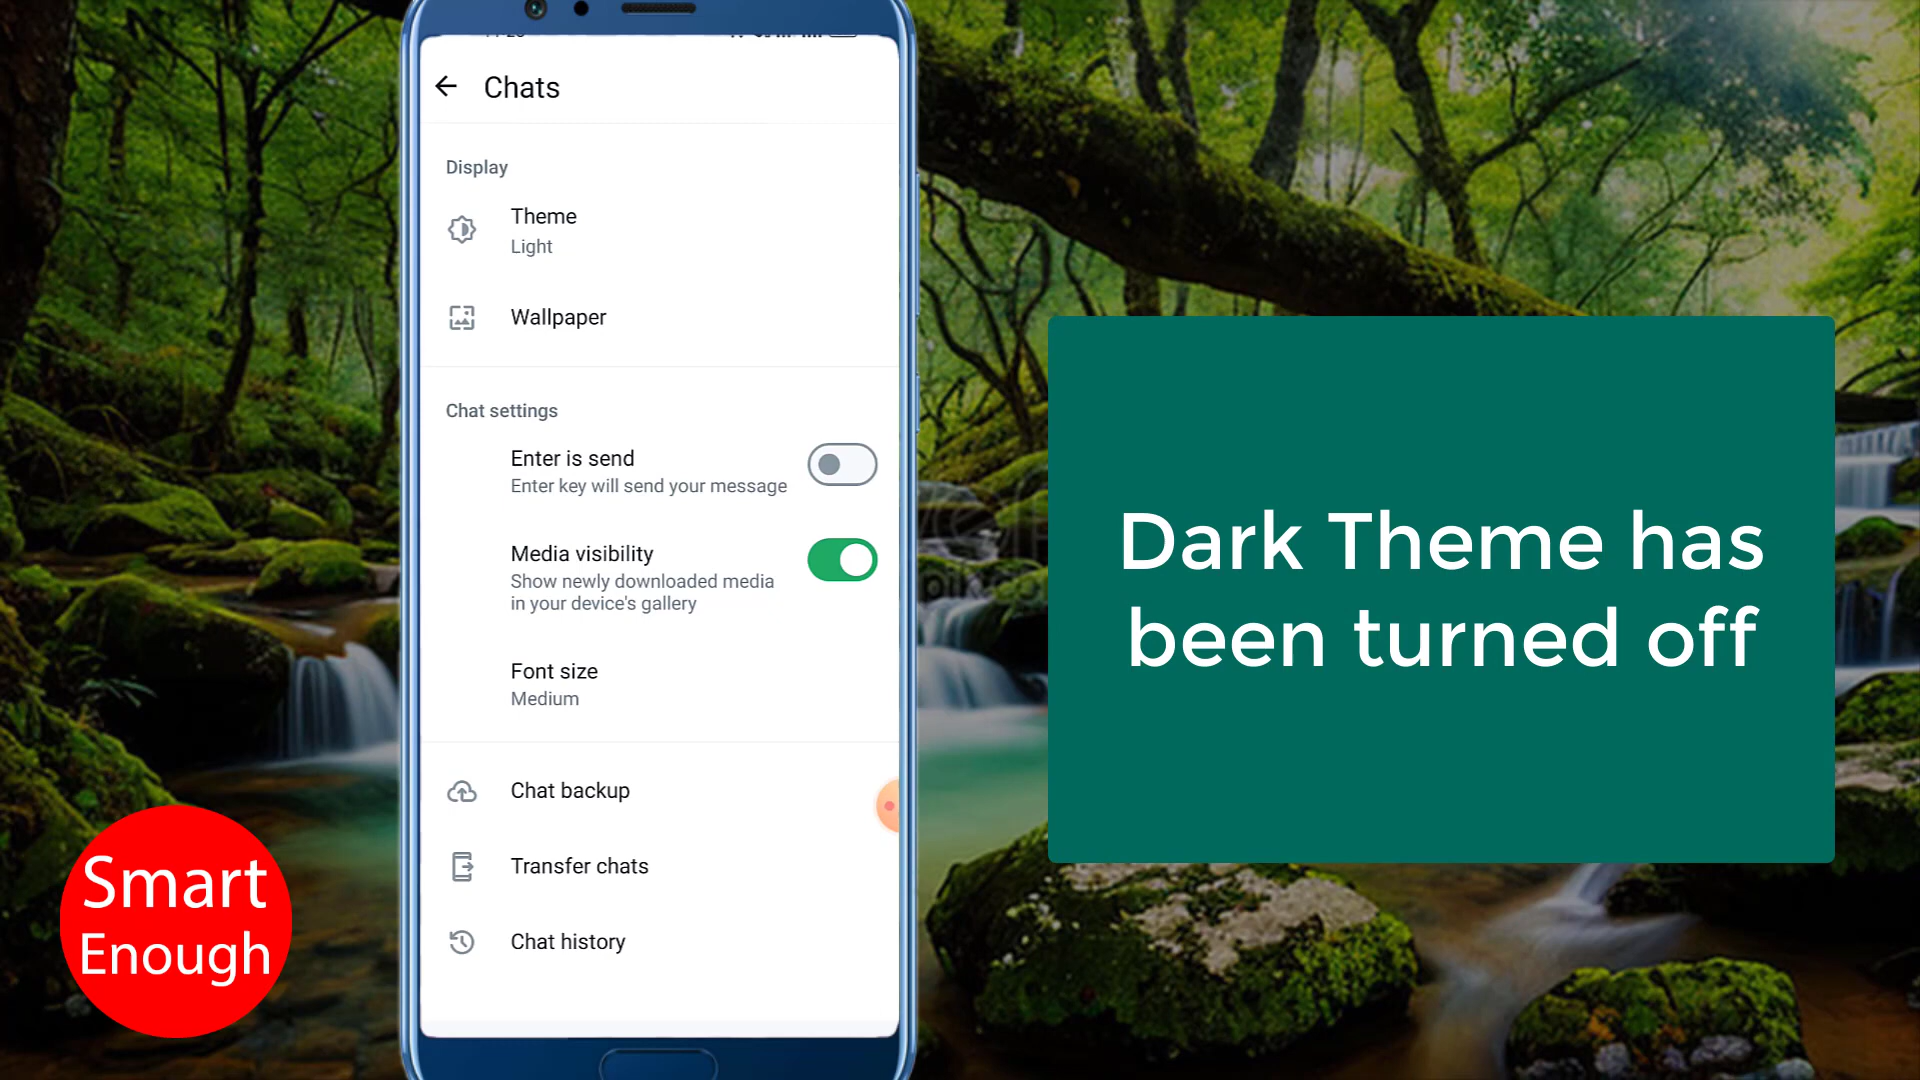 Chats
Display
Theme
Light
Wallpaper
Chat settings
Enter is send
Enter key will send your message
Media visibility
Show newly downloaded media
in your device's gallery
Font size
Medium
Chat backup
Transfer chats
Chat history
Dark Theme has
been turned off
Smart
Enough